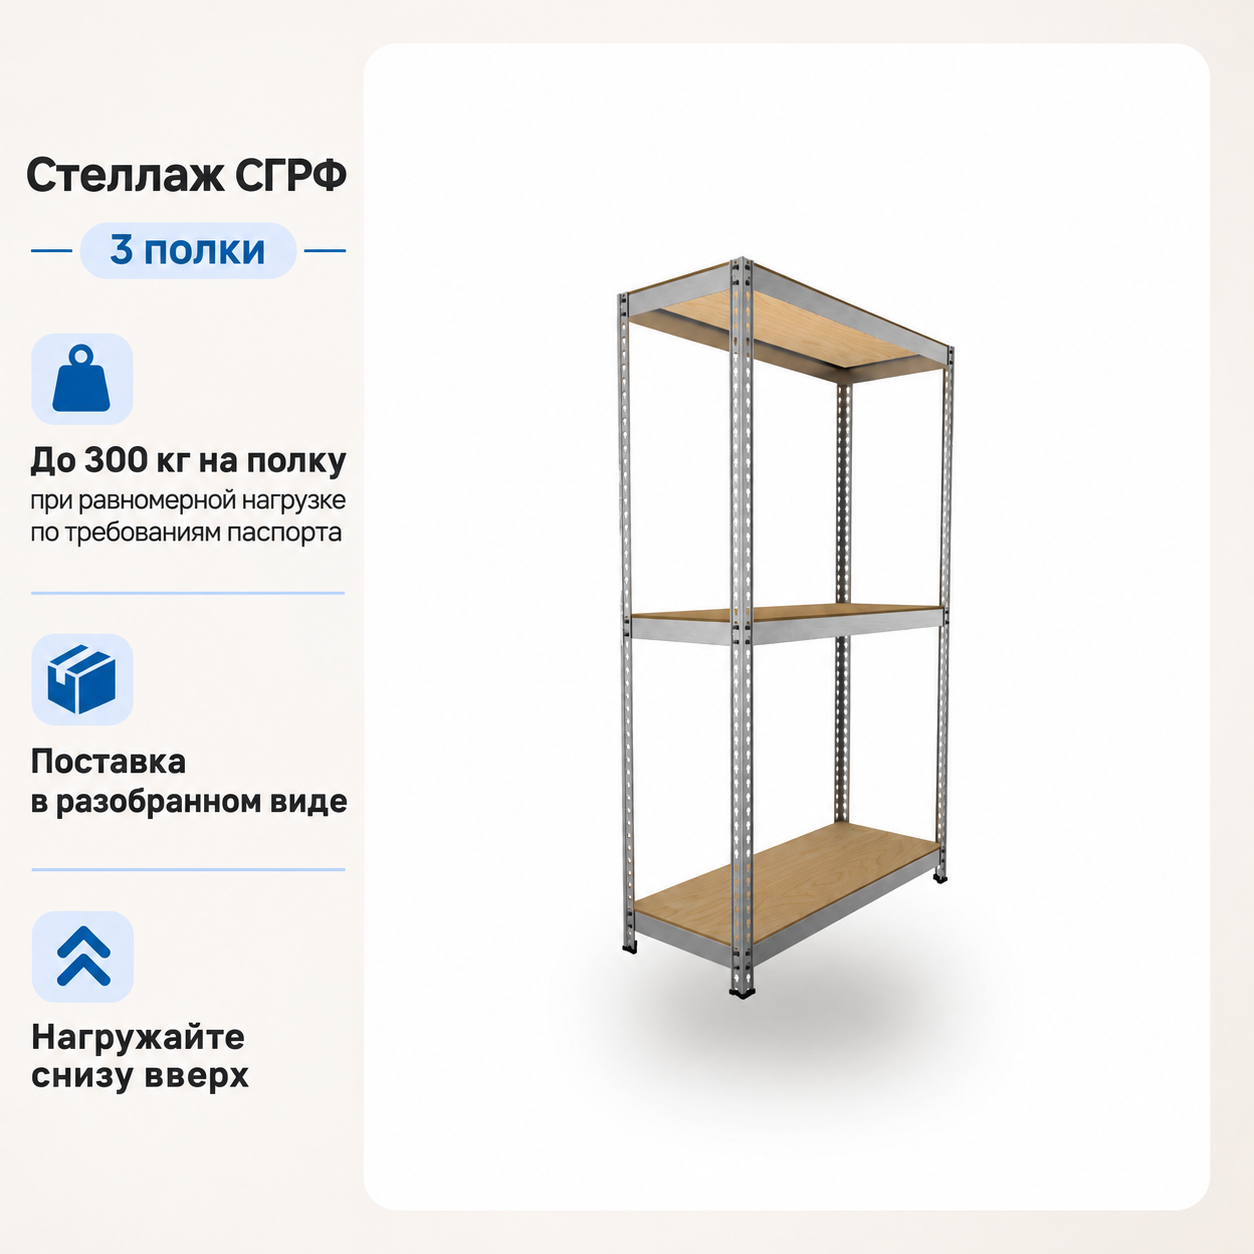 Стеллаж СГРФ
3 полки
До 300 кг на полку
при равномерной нагрузке
по требованиям паспорта
Поставка
в разобранном виде
Нагружайте
снизу вверх